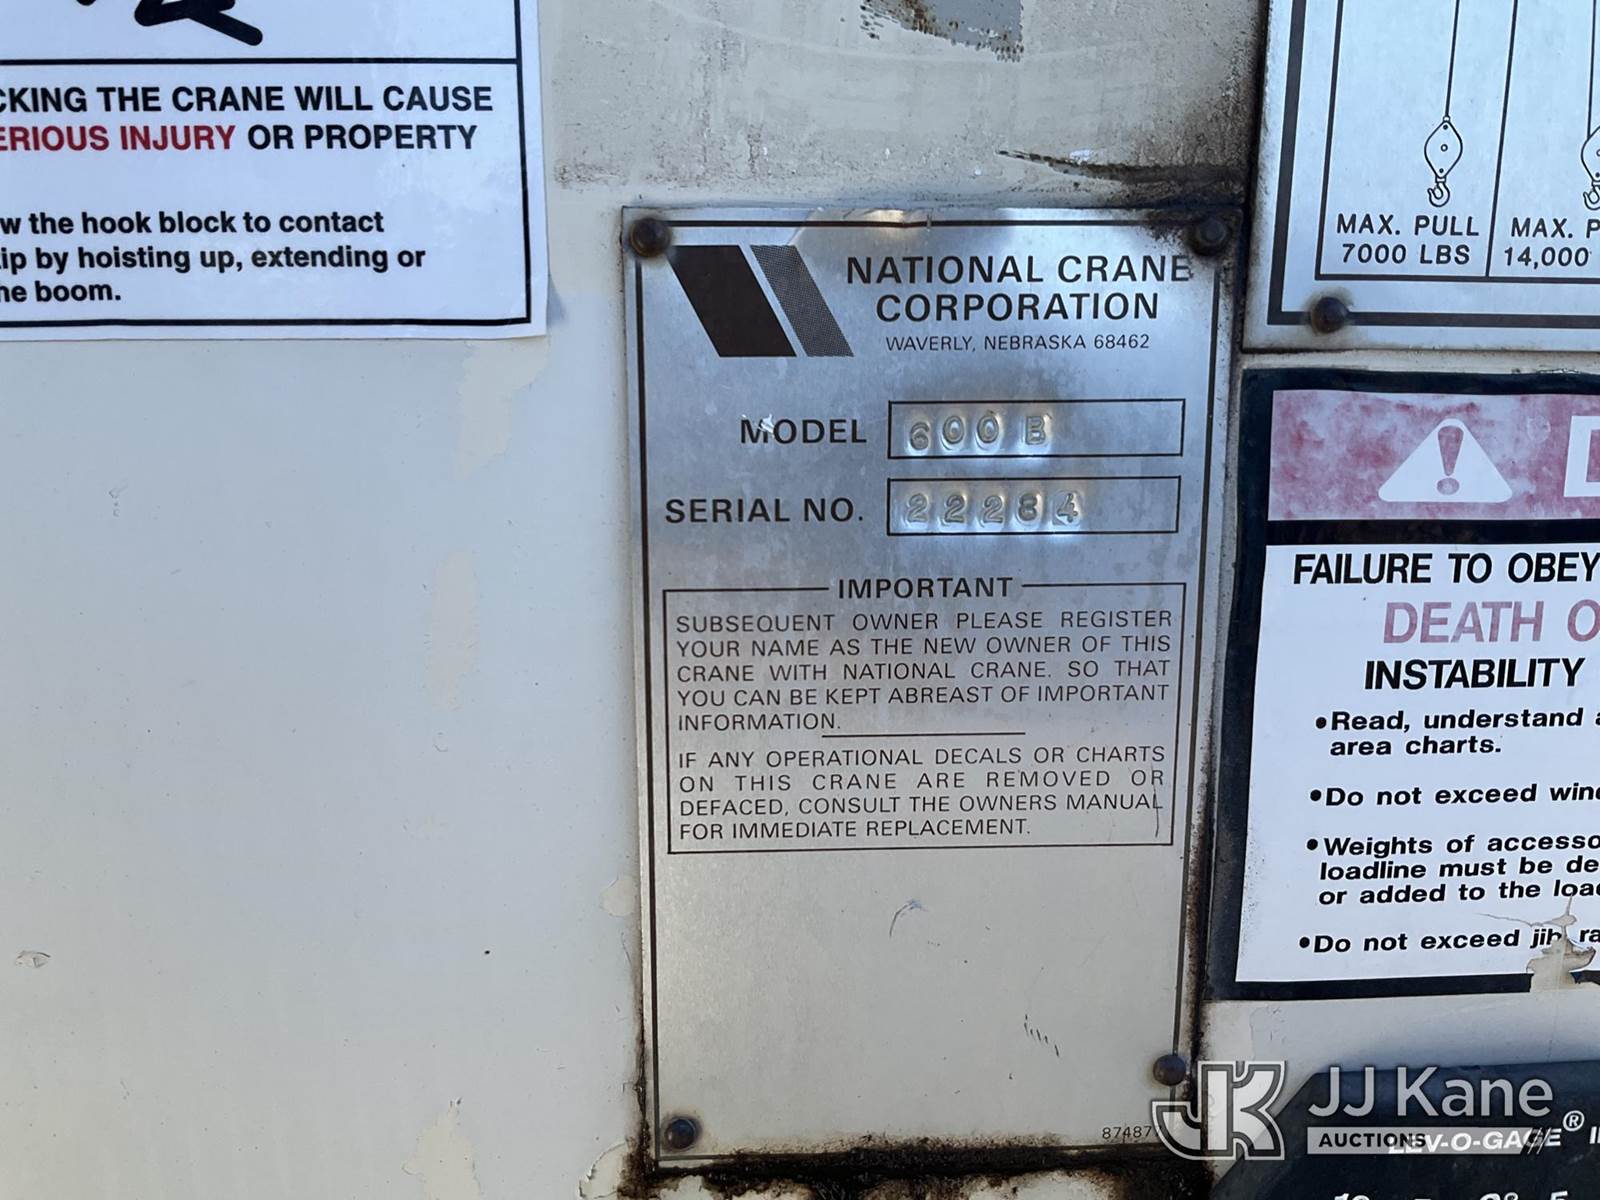 CKING THE CRANE WILL CAUSE
ERIOUS INJURY OR PROPERTY
w the hook block to contact
ip by hoisting up, extending or
he boom.
NATIONAL CRANE
CORPORATION
WAVERLY, NEBRASKA 68462
MODEL 600 B
SERIAL NO. 22284
IMPORTANT
SUBSEQUENT OWNER PLEASE REGISTER
YOUR NAME AS THE NEW OWNER OF THIS
CRANE WITH NATIONAL CRANE. SO THAT
YOU CAN BE KEPT ABREAST OF IMPORTANT
INFORMATION.
IF ANY OPERATIONAL DECALS OR CHARTS
ON THIS CRANE ARE REMOVED OR
DEFACED, CONSULT THE OWNERS MANUAL
FOR IMMEDIATE REPLACEMENT.
MAX. PULL
7000 LBS
MAX. P
14,000
FAILURE TO OBEY
DEATH O
INSTABILITY
•Read, understand a
area charts.
•Do not exceed wind
•Weights of accesso
loadline must be de
or added to the load
•Do not exceed jib ra
JK JJ Kane
AUCTIONS
LEV-O-GAGE®